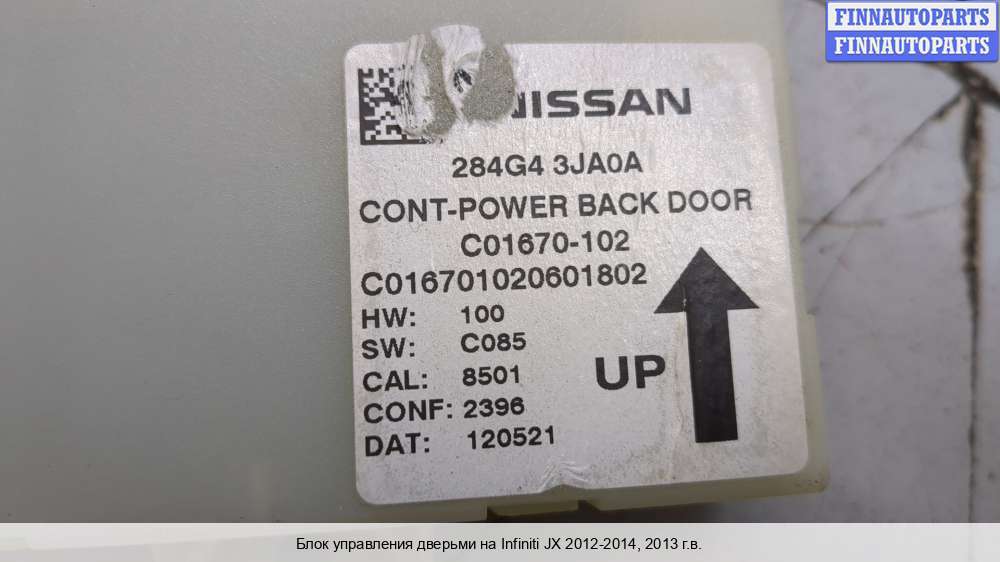 FINNAUTOPARTS
FINNAUTOPARTS
NISSAN
284G4 3JA0A
CONT-POWER BACK DOOR
C01670-102
C016701020601802
HW: 100
SW: C085
CAL: 8501
CONF: 2396
DAT: 120521
UP
Блок управления дверьми на Infiniti JX 2012-2014, 2013 г.в.